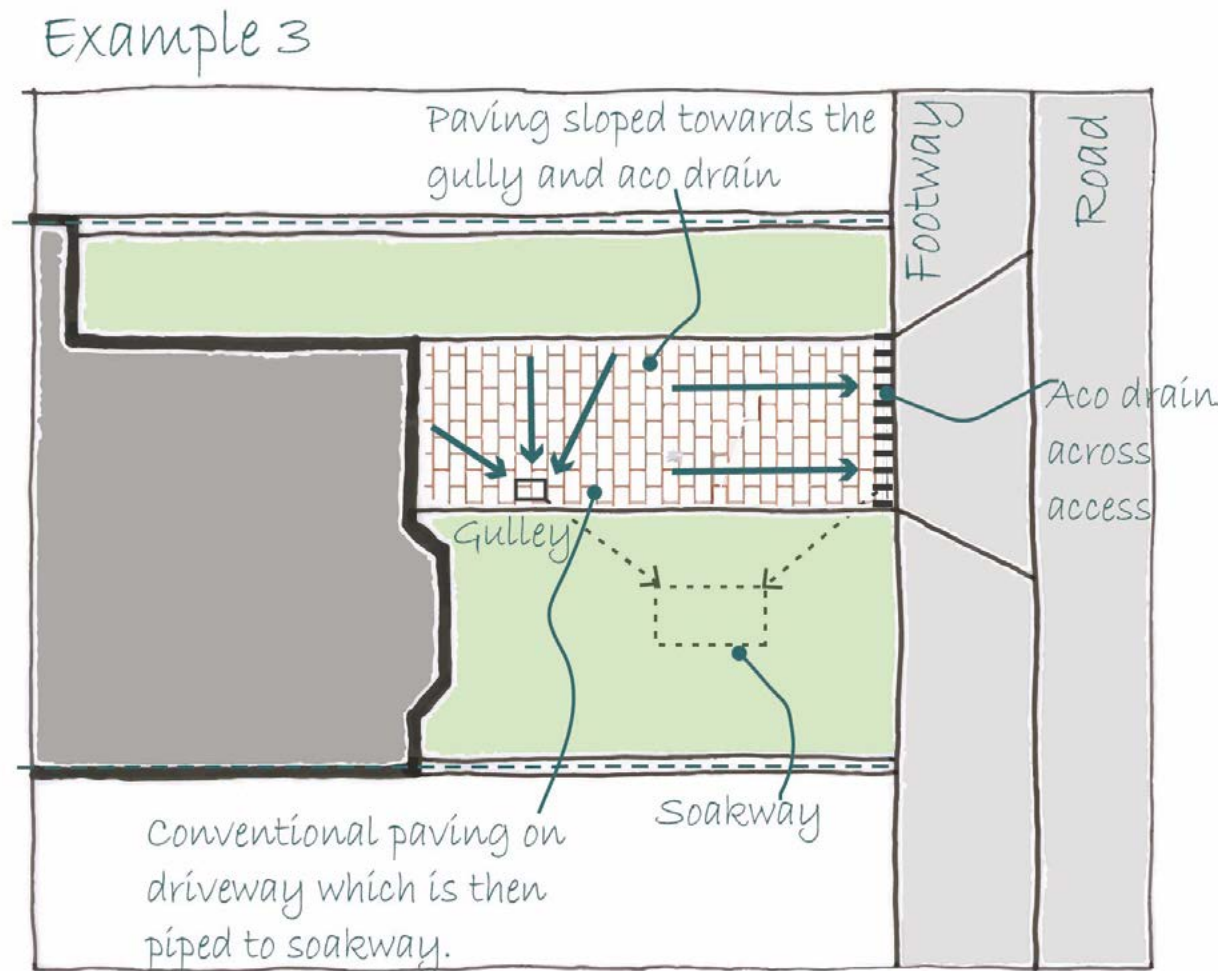 Example 3
Paving sloped towards the
gully and aco drain
Footway
Road
Aco drain
across
access
Gulley
Soakway
Conventional paving on
driveway which is then
piped to soakway.